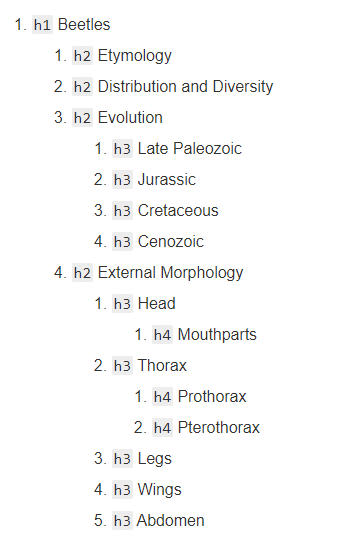 1. h1 Beetles
1. h2 Etymology
2. h2 Distribution and Diversity
3. h2 Evolution
1. h3 Late Paleozoic
2. h3 Jurassic
3. h3 Cretaceous
4. h3 Cenozoic
4. h2 External Morphology
1. h3 Head
1. h4 Mouthparts
2. h3 Thorax
1. h4 Prothorax
2. h4 Pterothorax
3. h3 Legs
4. h3 Wings
5. h3 Abdomen